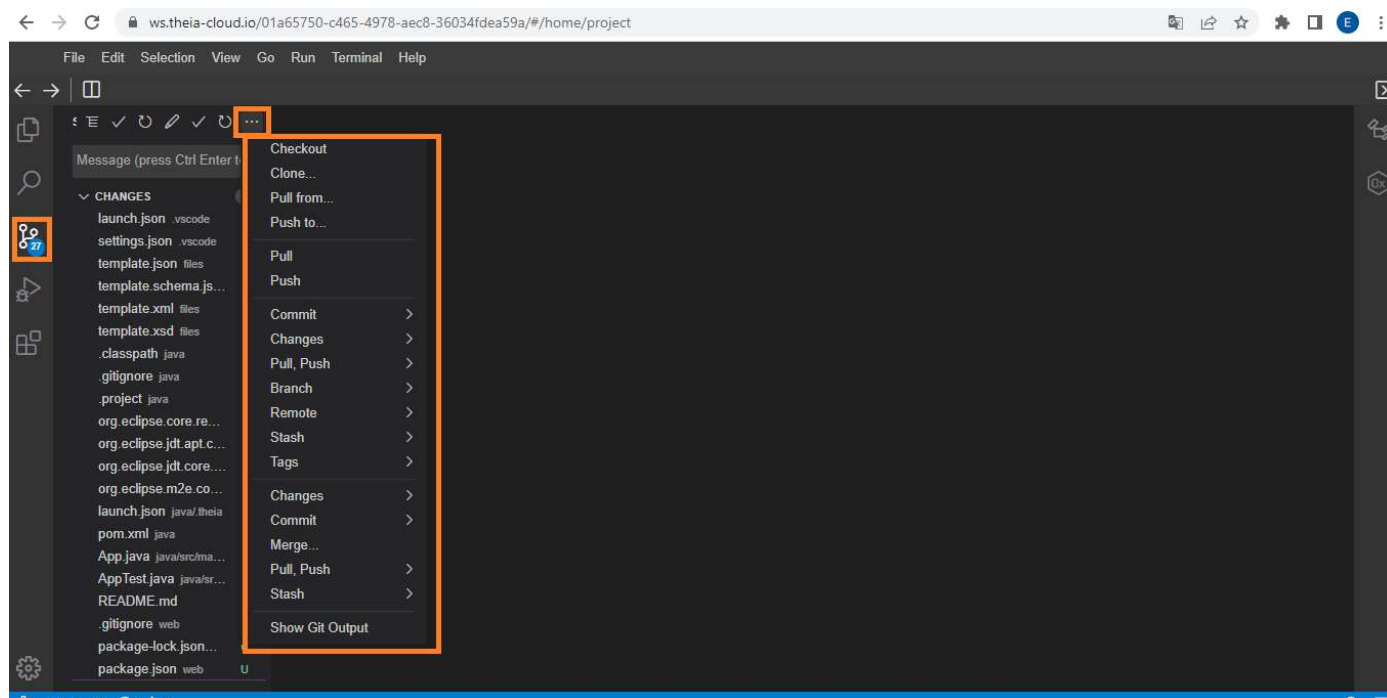 ws.theia-cloud.io/01a65750-c465-4978-aec8-36034fdea59a/#/home/project
E
File Edit Selection View Go Run Terminal Help
...
Message (press Ctrl Enter t
CHANGES
launch.json .vscode
settings.json .vscode
template.json files
template.schema.js...
template.xml files
template.xsd files
.classpath java
.gitignore java
.project java
org.eclipse.core.re...
org.eclipse.jdt.apt.c...
org.eclipse.jdt.core....
org.eclipse.m2e.co...
launch.json java/.theia
pom.xml java
App.java java/src/ma...
AppTest.java java/sr...
README.md
.gitignore web
package-lock.json...
package.json web U
27
Checkout
Clone...
Pull from...
Push to...
Pull
Push
Commit
Changes
Pull, Push
Branch
Remote
Stash
Tags
Changes
Commit
Merge...
Pull, Push
Stash
Show Git Output